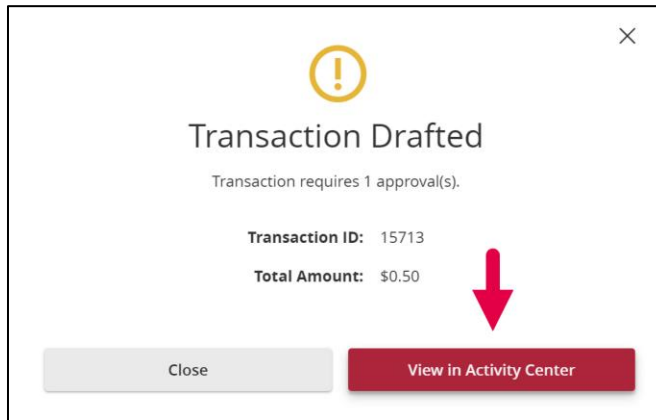 Transaction Drafted
Transaction requires 1 approval(s).
Transaction ID: 15713
Total Amount: $0.50
Close
View in Activity Center